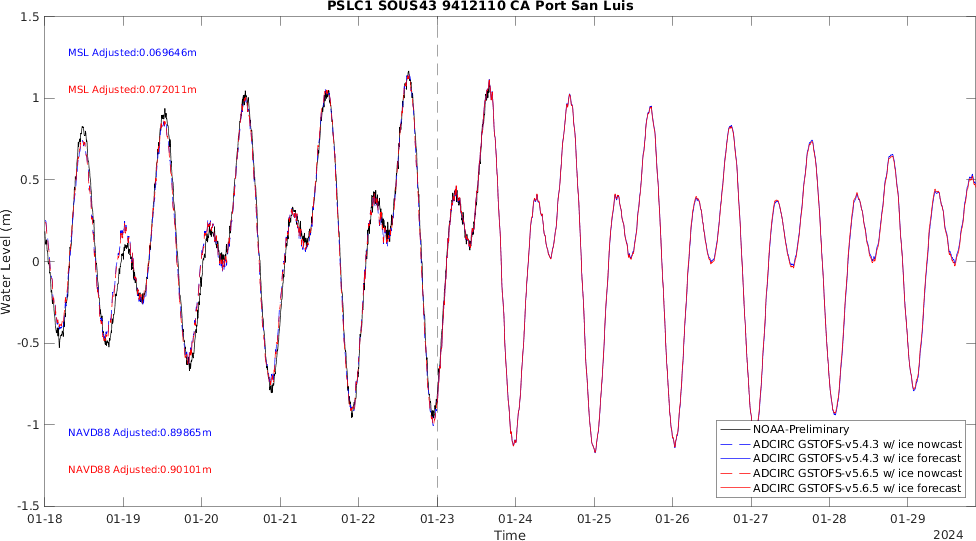 PSLC1 SOUS43 9412110 CA Port San Luis
1.5
1
0.5
0
-0.5
-1
-1.5
Water Level (m)
MSL Adjusted:0.069646m
MSL Adjusted:0.072011m
NAVD88 Adjusted:0.89865m
NAVD88 Adjusted:0.90101m
NOAA-Preliminary
ADCIRC GSTOFS-v5.4.3 w/ ice nowcast
ADCIRC GSTOFS-v5.4.3 w/ ice forecast
ADCIRC GSTOFS-v5.6.5 w/ ice nowcast
ADCIRC GSTOFS-v5.6.5 w/ ice forecast
01-18 01-19 01-20 01-21 01-22 01-23 01-24 01-25 01-26 01-27 01-28 01-29
Time
2024